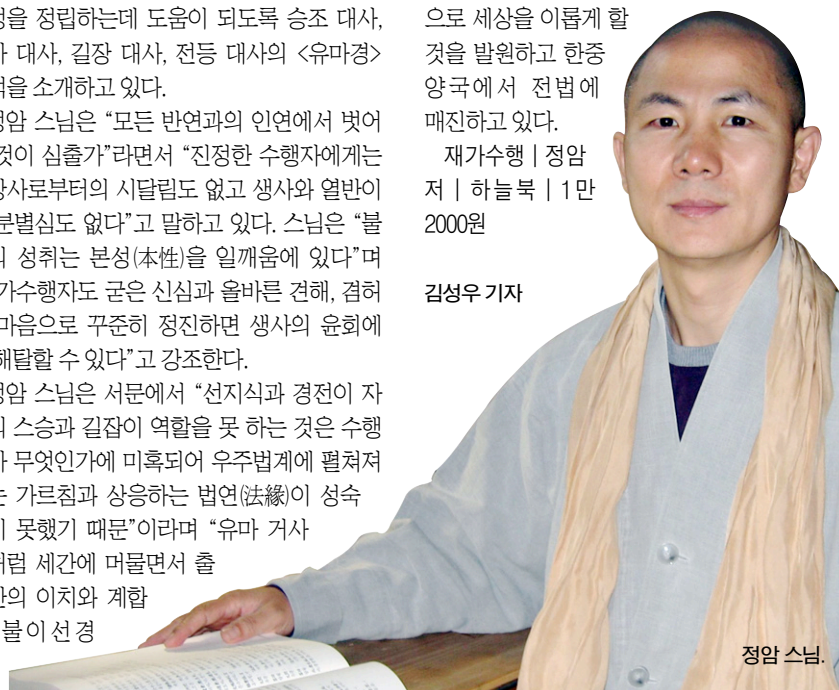 정을 정립하는데 도움이 되도록 승조 대사,
대사, 길장 대사, 전등 대사의 <유마경>
을 소개하고 있다.
정암 스님은 “모든 반연과의 인연에서 벗어
것이 심출가”라면서 “진정한 수행자에게는
상사로부터의 시달림도 없고 생사와 열반이
분별심도 없다”고 말하고 있다. 스님은 “불
의 성취는 본성(本性)을 일깨움에 있다”며
가수행자도 굳은 신심과 올바른 견해, 겸허
마음으로 꾸준히 정진하면 생사의 윤회에
해탈할 수 있다”고 강조한다.
정암 스님은 서문에서 “선지식과 경전이 자
의 스승과 길잡이 역할을 못 하는 것은 수행
가 무엇인가에 미혹되어 우주법계에 펼쳐져
는 가르침과 상응하는 법연(法緣)이 성숙
지 못했기 때문”이라며 “유마 거사
처럼 세간에 머물면서 출
간의 이치와 계합
불이선경
으로 세상을 이롭게 할
것을 발원하고 한중
양국에서 전법에
매진하고 있다.
재가수행 | 정암
저 | 하늘북 | 1만
2000원
김성우 기자
정암 스님.